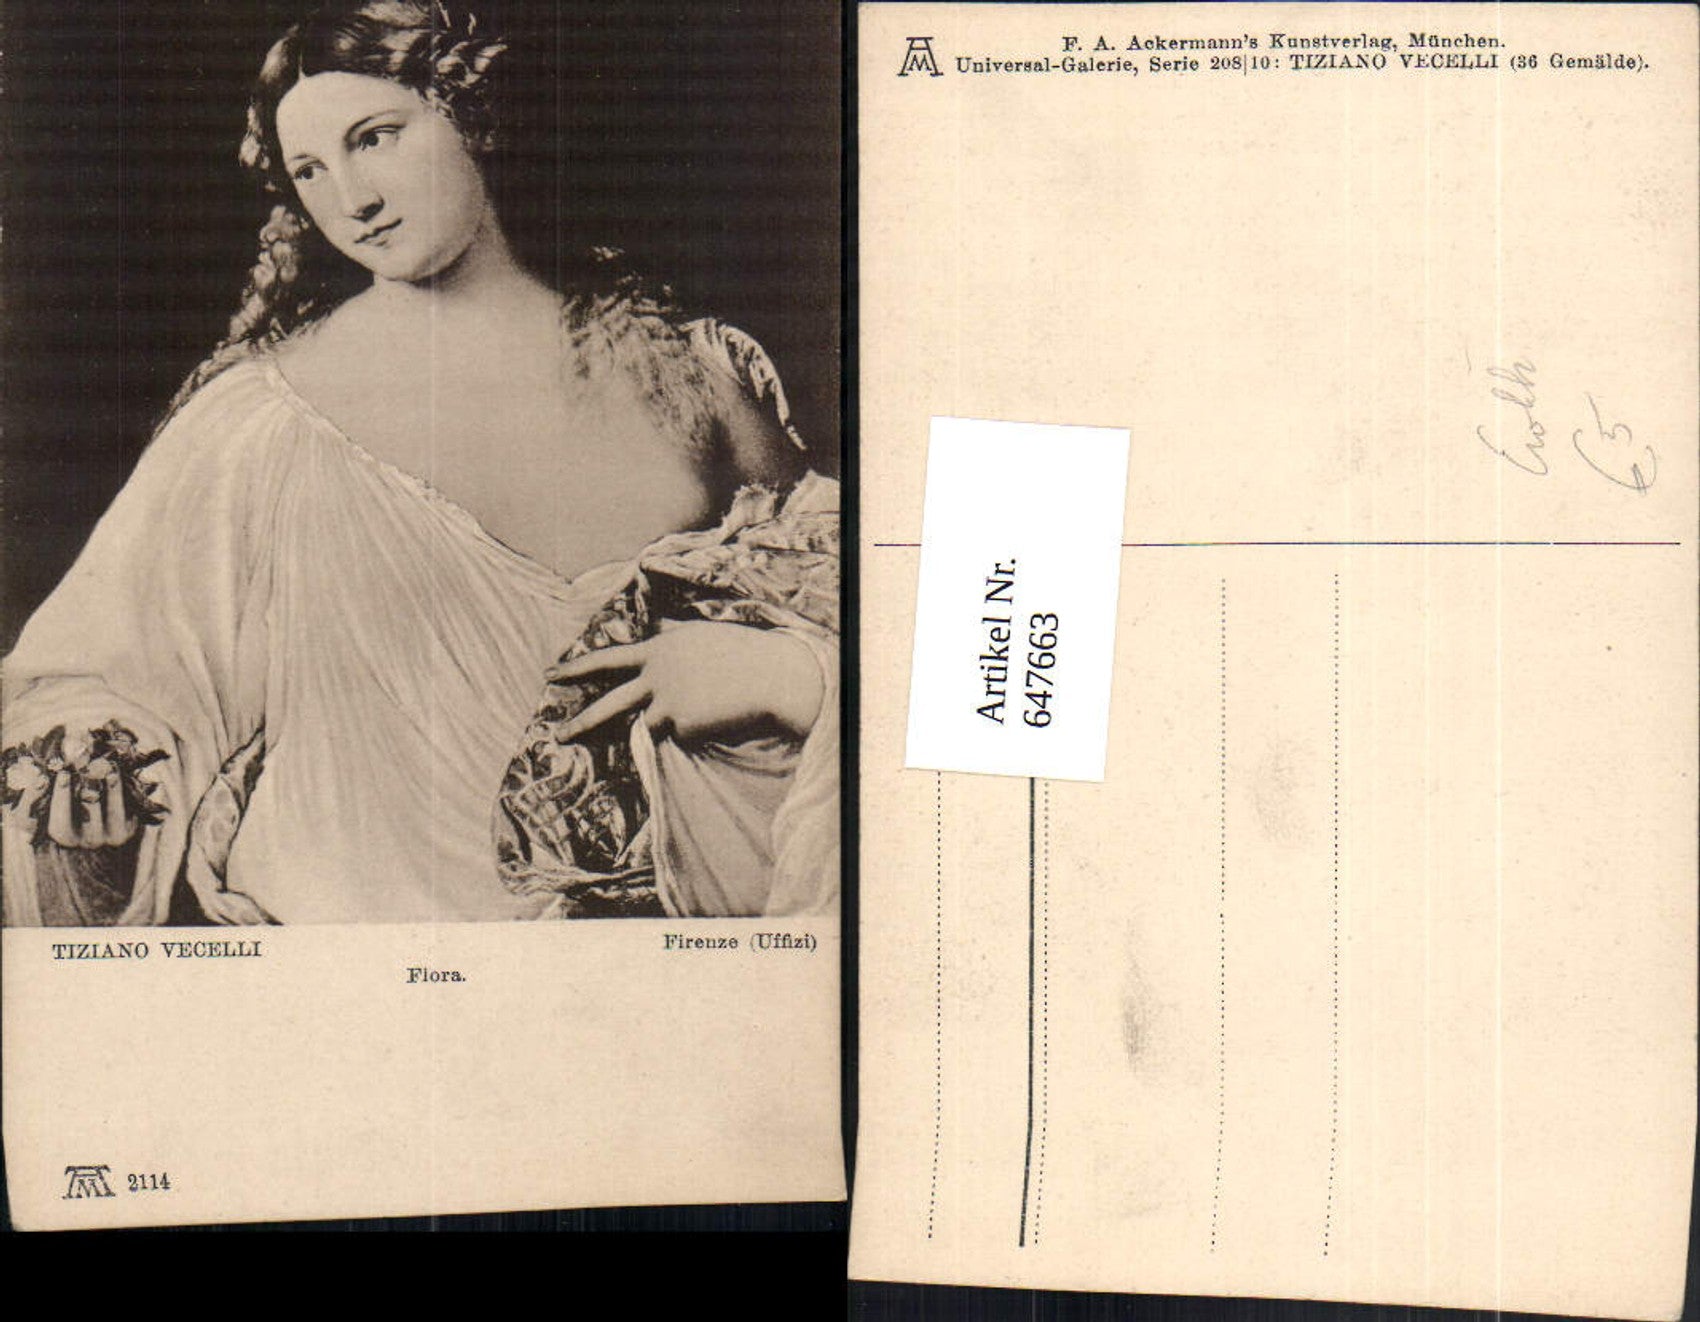 TIZIANO VECELLI
Firenze (Uffizi)
Flora.
2114
F. A. Ackermann's Kunstverlag, München.
Universal-Galerie, Serie 208|10: TIZIANO VECELLI (36 Gemälde).
Artikel Nr.
647663